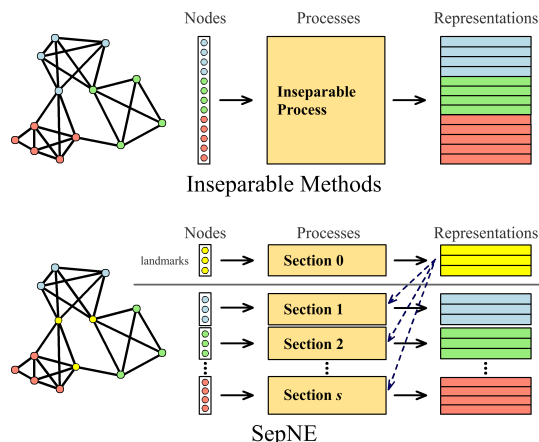 Nodes Processes Representations
Inseparable
Process
Inseparable Methods
Nodes Processes Representations
landmarks Section 0
Section 1
Section 2
Section s
SepNE